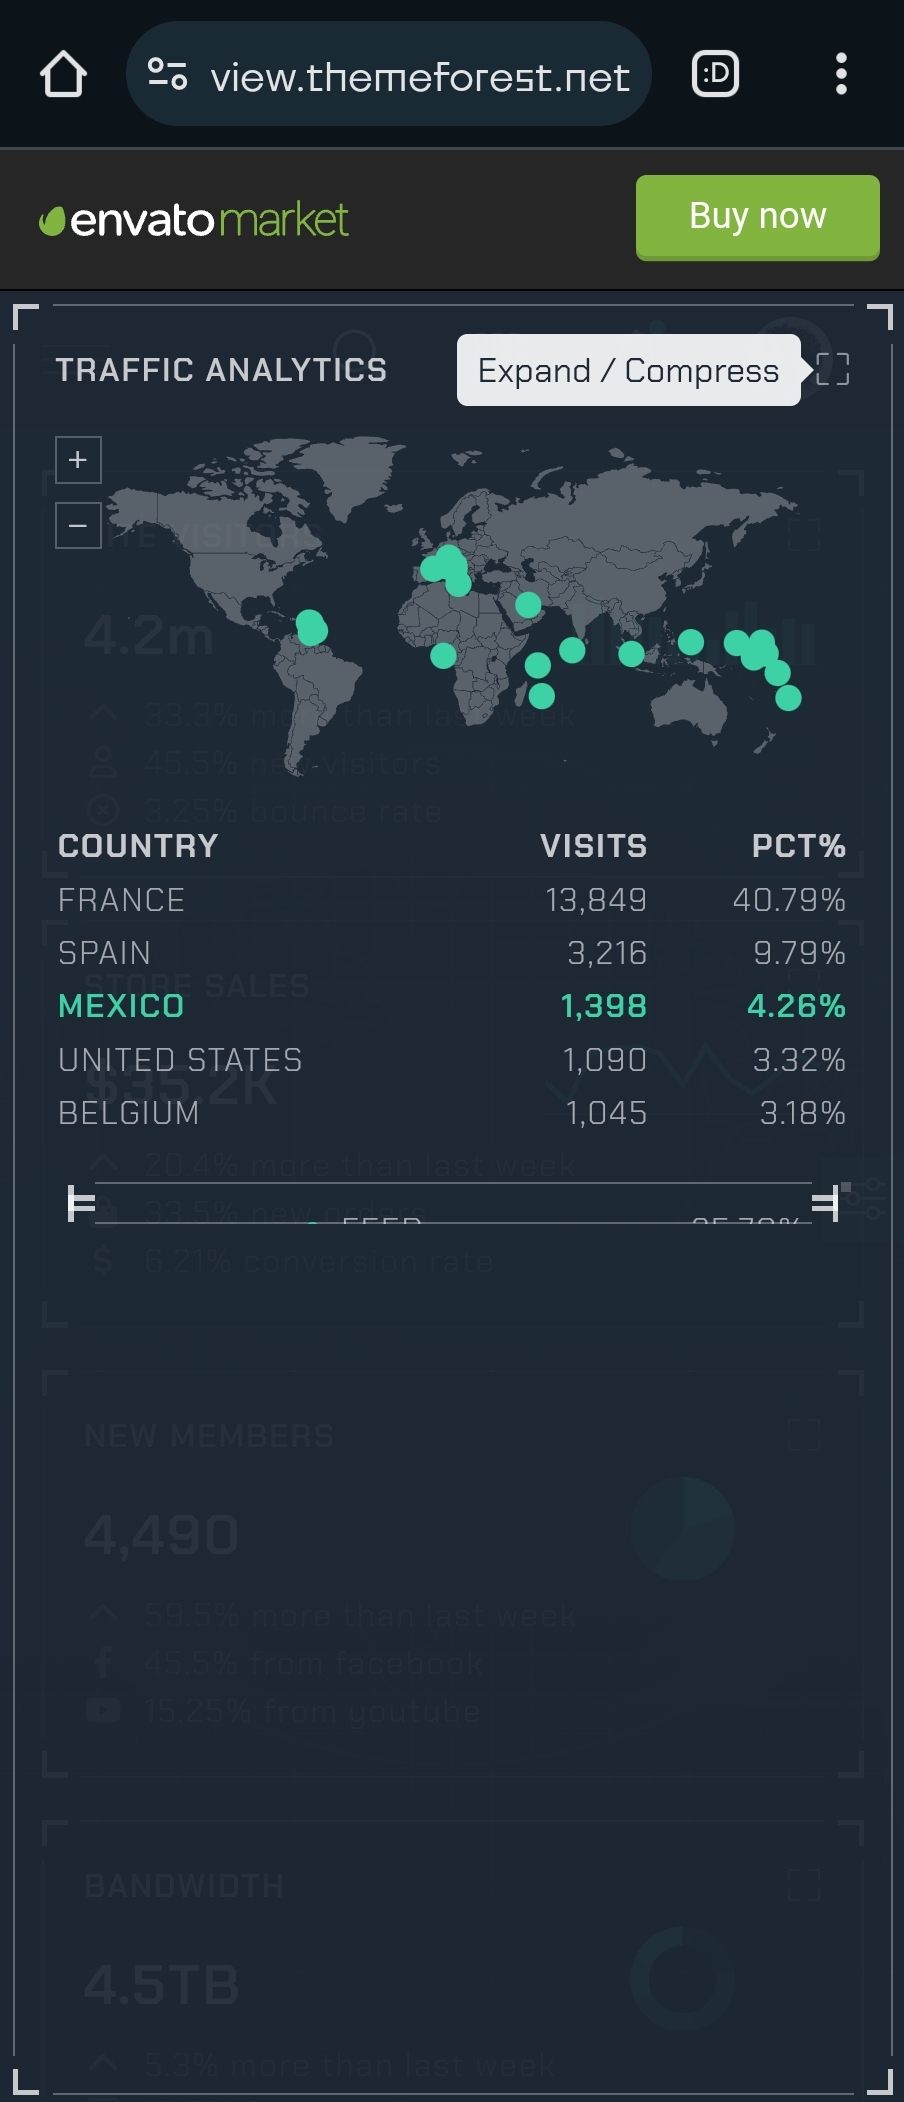 view.themeforest.net
:D
envato market
Buy now
TRAFFIC ANALYTICS
Expand / Compress
+
−
SITE VISITORS
4.2m
33.3% more than last week
45.5% new visitors
3.25% bounce rate
COUNTRY VISITS PCT%
FRANCE 13,849 40.79%
SPAIN 3,216 9.79%
STORE SALES
MEXICO 1,398 4.26%
UNITED STATES 1,090 3.32%
$35.2K
BELGIUM 1,045 3.18%
20.4% more than last week
33.5% new orders
FEED 25.70%
6.21% conversion rate
NEW MEMBERS
4,490
59.5% more than last week
45.5% from facebook
15.25% from youtube
BANDWIDTH
4.5TB
5.3% more than last week